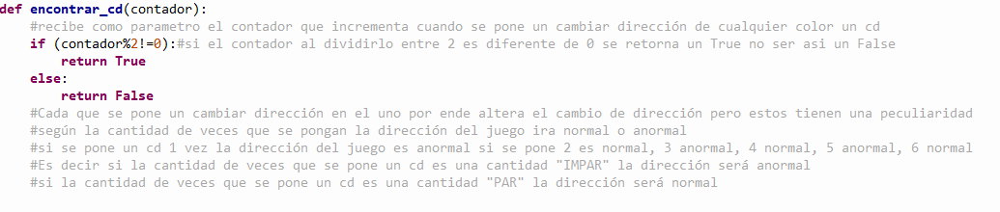 def encontrar_cd(contador):
#recibe como parametro el contador que incrementa cuando se pone un cambiar dirección de cualquier color un cd
if (contador%2!=0):#si el contador al dividirlo entre 2 es diferente de 0 se retorna un True no ser asi un False
return True
else:
return False
#Cada que se pone un cambiar dirección en el uno por ende altera el cambio de dirección pero estos tienen una peculiaridad
#según la cantidad de veces que se pongan la dirección del juego ira normal o anormal
#si se pone un cd 1 vez la dirección del juego es anormal si se pone 2 es normal, 3 anormal, 4 normal, 5 anormal, 6 normal
#Es decir si la cantidad de veces que se pone un cd es una cantidad "IMPAR" la dirección será anormal
#si la cantidad de veces que se pone un cd es una cantidad "PAR" la dirección será normal